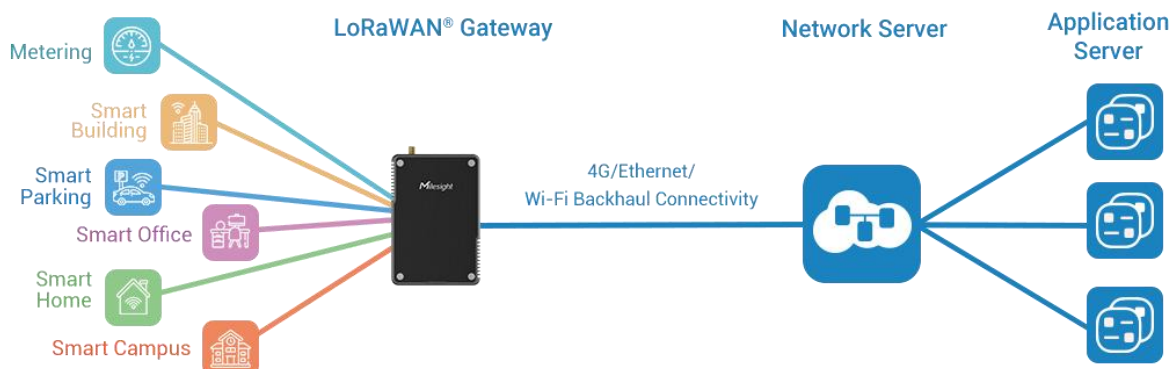 LoRaWAN® Gateway
Network Server
Application
Server
Metering
Smart
Building
Smart
Parking
P
Smart Office
Smart
Home
Smart Campus
Milesight
4G/Ethernet/
Wi-Fi Backhaul Connectivity